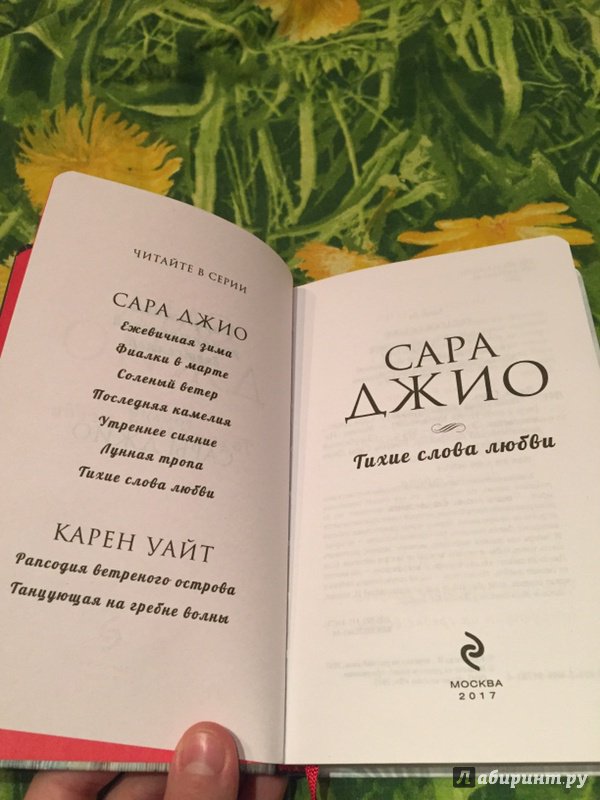 ЧИТАЙТЕ В СЕРИИ
САРА ДЖИО
Ежевичная зима
Фиалки в марте
Соленый ветер
Последняя камелия
Утреннее сияние
Лунная тропа
Тихие слова любви
КАРЕН УАЙТ
Рапсодия ветреного острова
Танцующая на гребне волны
САРА
ДЖИО
Тихие слова любви
МОСКВА
2017
Лабиринт.ру